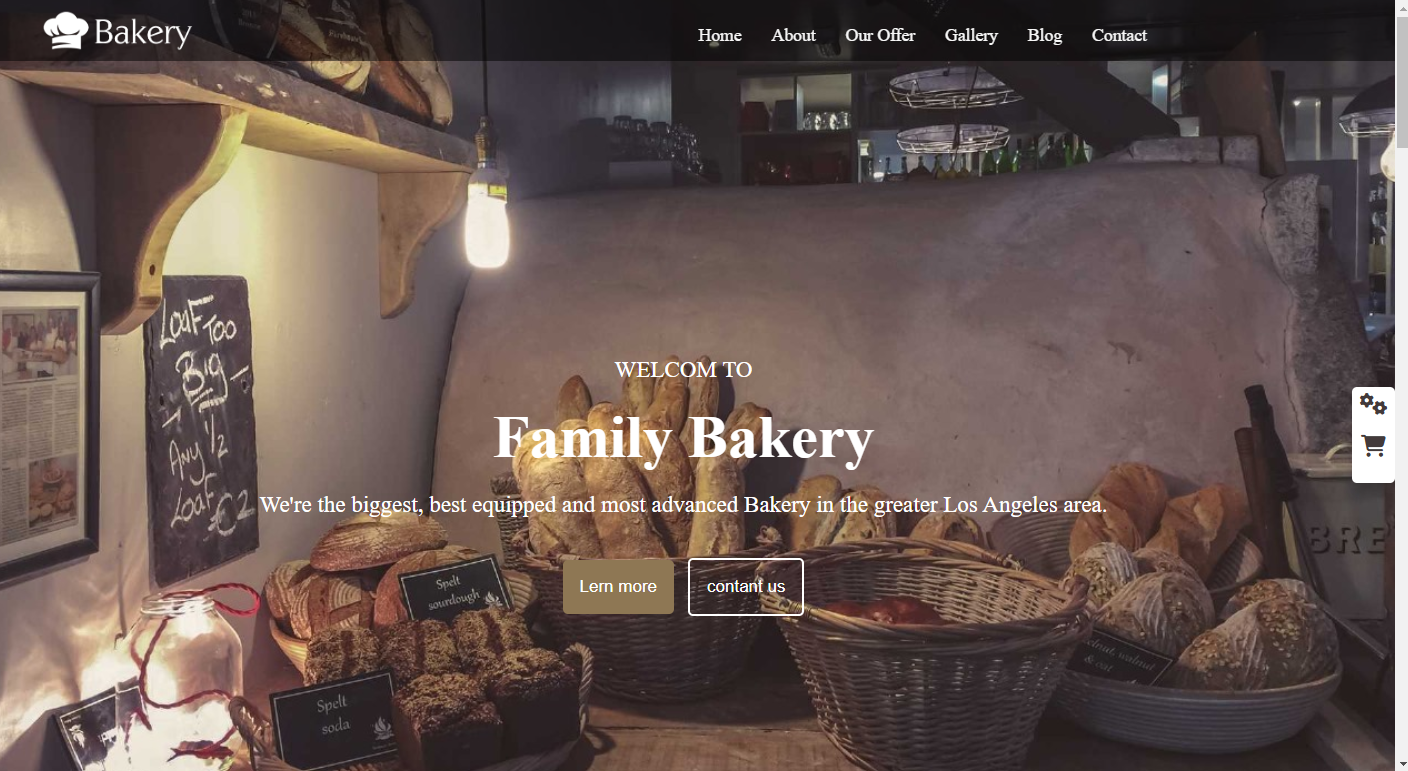 Bakery
Home About Our Offer Gallery Blog Contact
LOAF TOO
BIG
ANY 1/2
LOAF €2
WELCOM TO
Family Bakery
We're the biggest, best equipped and most advanced Bakery in the greater Los Angeles area.
Spelt
sourdough
Lern more contant us
BRE
walnut
& oat
Spelt
soda